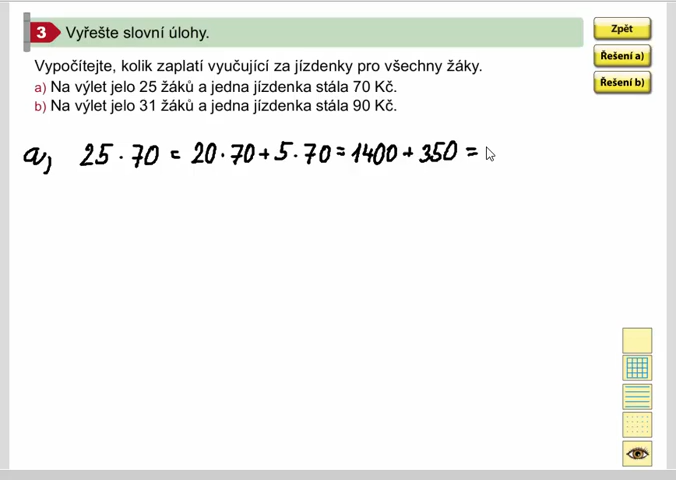 3 Vyřešte slovní úlohy.
Zpět
Řešení a)
Řešení b)
Vypočítejte, kolik zaplatí vyučující za jízdenky pro všechny žáky.
a) Na výlet jelo 25 žáků a jedna jízdenka stála 70 Kč.
b) Na výlet jelo 31 žáků a jedna jízdenka stála 90 Kč.
a) 25 · 70 = 20 · 70 + 5 · 70 = 1400 + 350 =